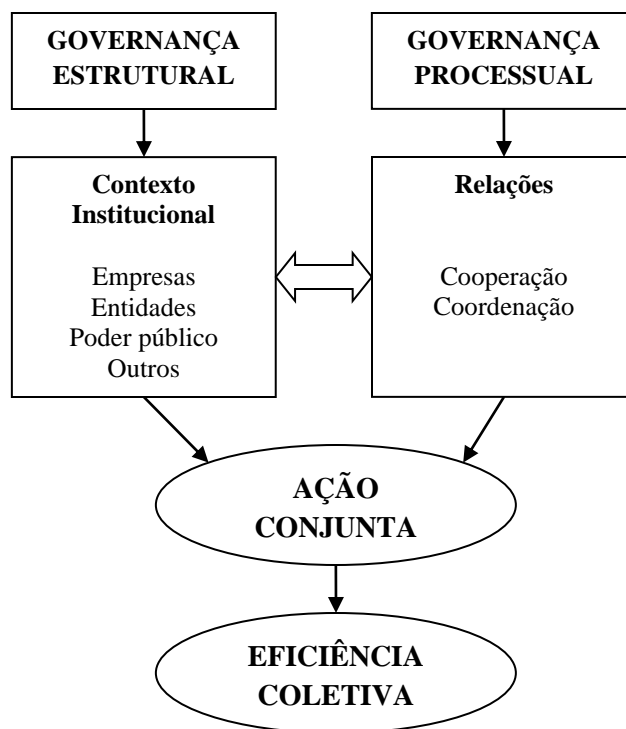 GOVERNANÇA
ESTRUTURAL
GOVERNANÇA
PROCESSUAL
Contexto
Institucional
Empresas
Entidades
Poder público
Outros
Relações
Cooperação
Coordenação
AÇÃO
CONJUNTA
EFICIÊNCIA
COLETIVA